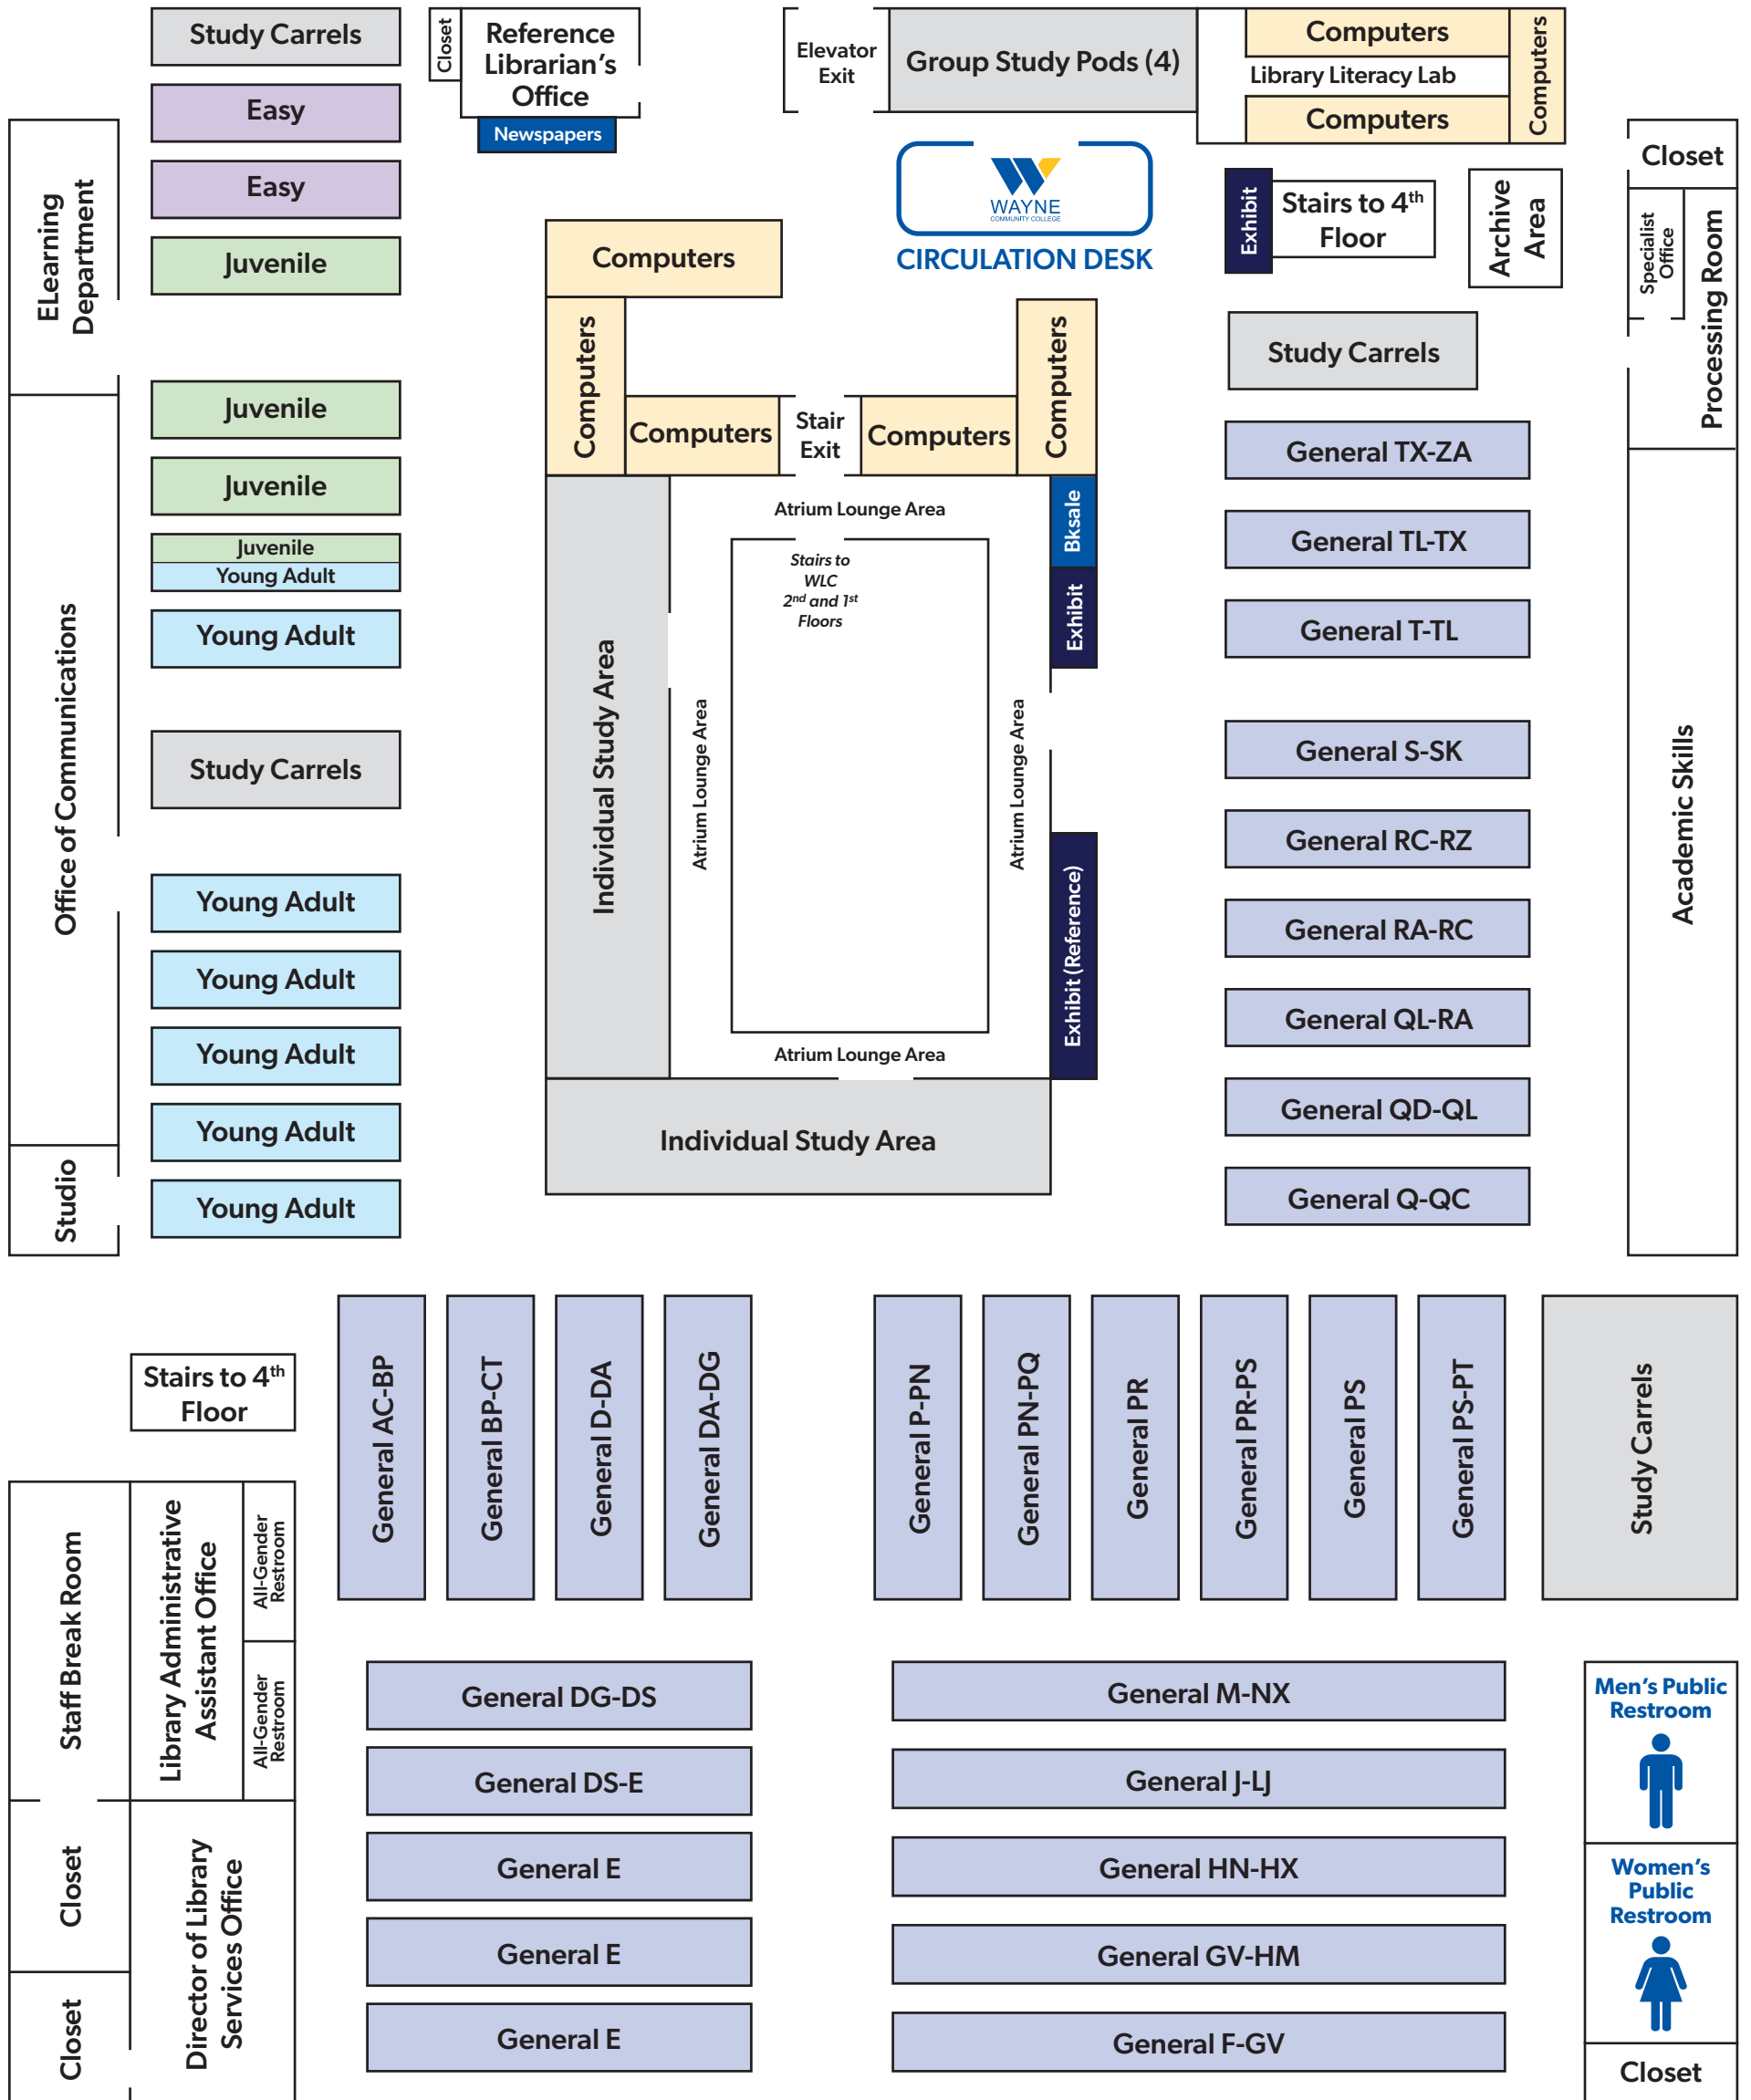 Study Carrels
Easy
Easy
Juvenile
Juvenile
Juvenile
Juvenile
Young Adult
Young Adult
Study Carrels
Young Adult
Young Adult
Young Adult
Young Adult
Young Adult
ELearning
Department
Office of Communications
Studio
Closet
Reference
Librarian's
Office
Newspapers
Elevator
Exit
Group Study Pods (4)
Computers
Library Literacy Lab
Computers
Computers
WAYNE
COMMUNITY COLLEGE
CIRCULATION DESK
Exhibit
Stairs to 4th
Floor
Archive
Area
Closet
Specialist
Office
Processing Room
Academic Skills
Computers
Computers
Computers
Stair
Exit
Computers
Computers
Atrium Lounge Area
Stairs to
WLC
2nd and 1st
Floors
Bksale
Exhibit
Individual Study Area
Atrium Lounge Area
Atrium Lounge Area
Exhibit (Reference)
Atrium Lounge Area
Individual Study Area
Study Carrels
General TX-ZA
General TL-TX
General T-TL
General S-SK
General RC-RZ
General RA-RC
General QL-RA
General QD-QL
General Q-QC
Stairs to 4th
Floor
General AC-BP
General BP-CT
General D-DA
General DA-DG
General P-PN
General PN-PQ
General PR
General PR-PS
General PS
General PS-PT
Study Carrels
Staff Break Room
Library Administrative
Assistant Office
All-Gender
Restroom
All-Gender
Restroom
Closet
Closet
Director of Library
Services Office
General DG-DS
General DS-E
General E
General E
General E
General M-NX
General J-LJ
General HN-HX
General GV-HM
General F-GV
Men's Public
Restroom
Women's
Public
Restroom
Closet